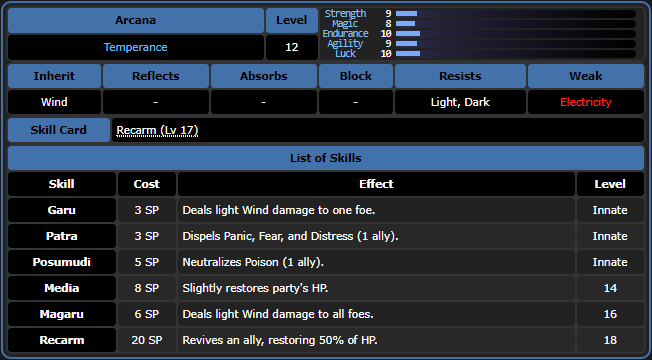 Arcana Level
Temperance 12
Strength 9
Magic 8
Endurance 10
Agility 9
Luck 10
Inherit Reflects Absorbs Block Resists Weak
Wind - - - Light, Dark Electricity
Skill Card Recarm (Lv 17)
List of Skills
Skill Cost Effect Level
Garu 3 SP Deals light Wind damage to one foe. Innate
Patra 3 SP Dispels Panic, Fear, and Distress (1 ally). Innate
Posumudi 5 SP Neutralizes Poison (1 ally). Innate
Media 8 SP Slightly restores party's HP. 14
Magaru 6 SP Deals light Wind damage to all foes. 16
Recarm 20 SP Revives an ally, restoring 50% of HP. 18